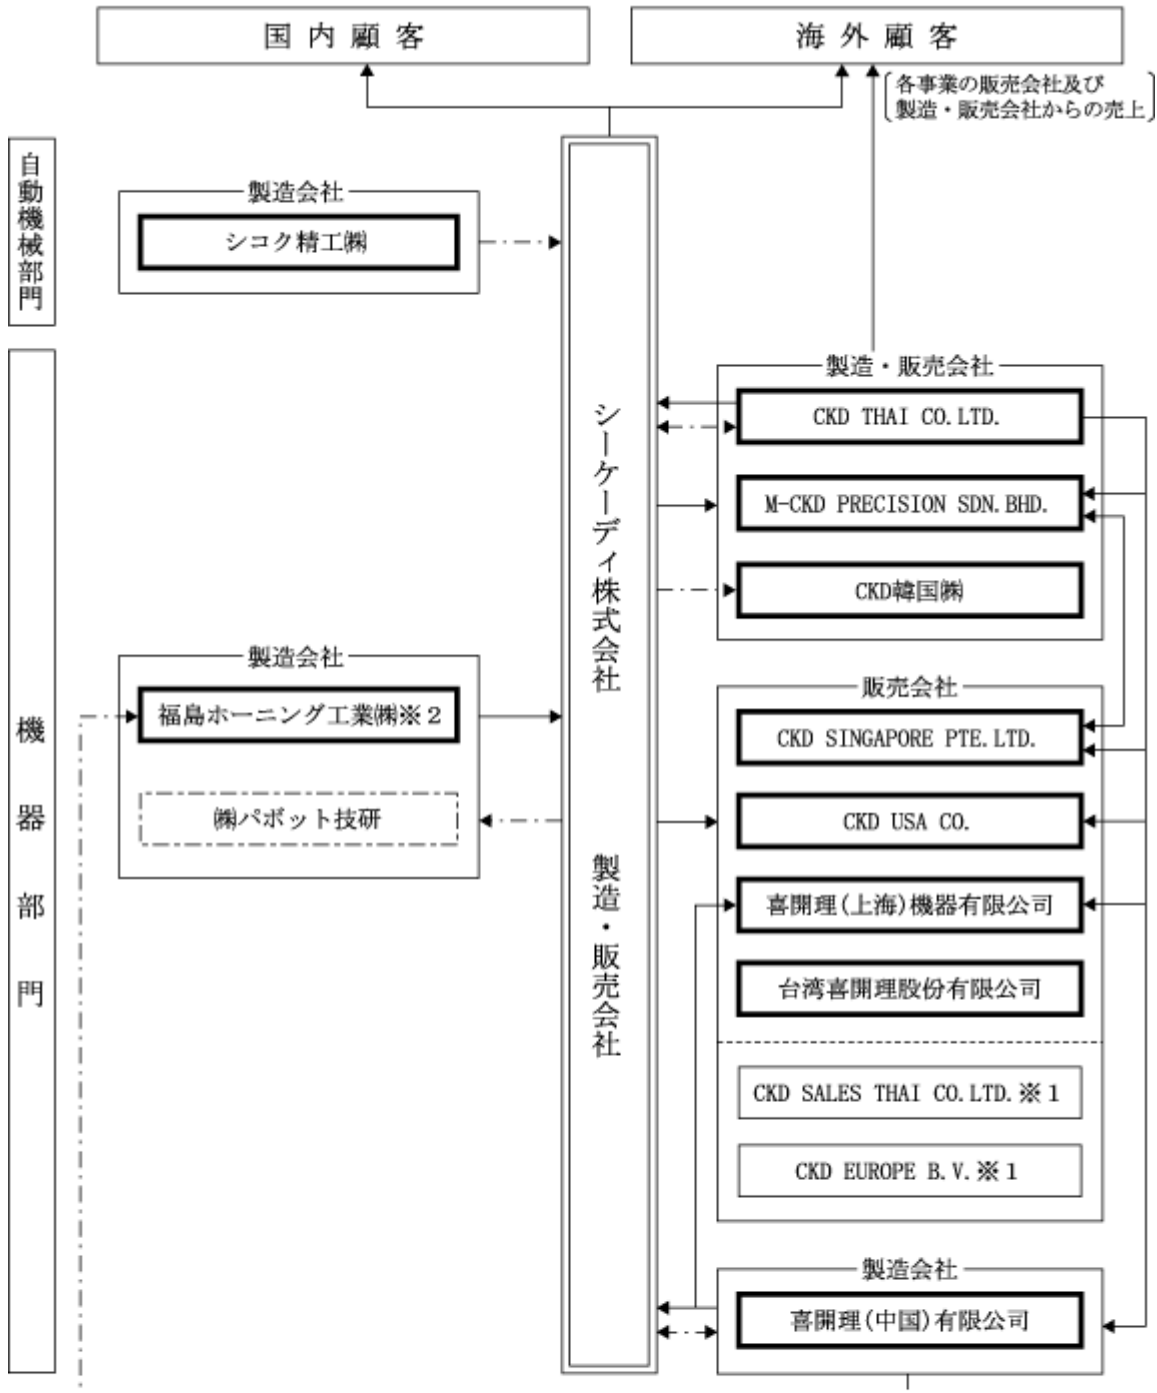 国内顧客
海外顧客
各事業の販売会社及び
製造・販売会社からの売上
自動機械部門
製造会社
シコク精工㈱
機器部門
製造会社
福島ホーニング工業㈱※２
㈱パボット技研
シーケーディ株式会社　製造・販売会社
製造・販売会社
CKD THAI CO.LTD.
M-CKD PRECISION SDN.BHD.
CKD韓国㈱
販売会社
CKD SINGAPORE PTE.LTD.
CKD USA CO.
喜開理(上海)機器有限公司
台湾喜開理股份有限公司
CKD SALES THAI CO.LTD.※１
CKD EUROPE B.V.※１
製造会社
喜開理(中国)有限公司